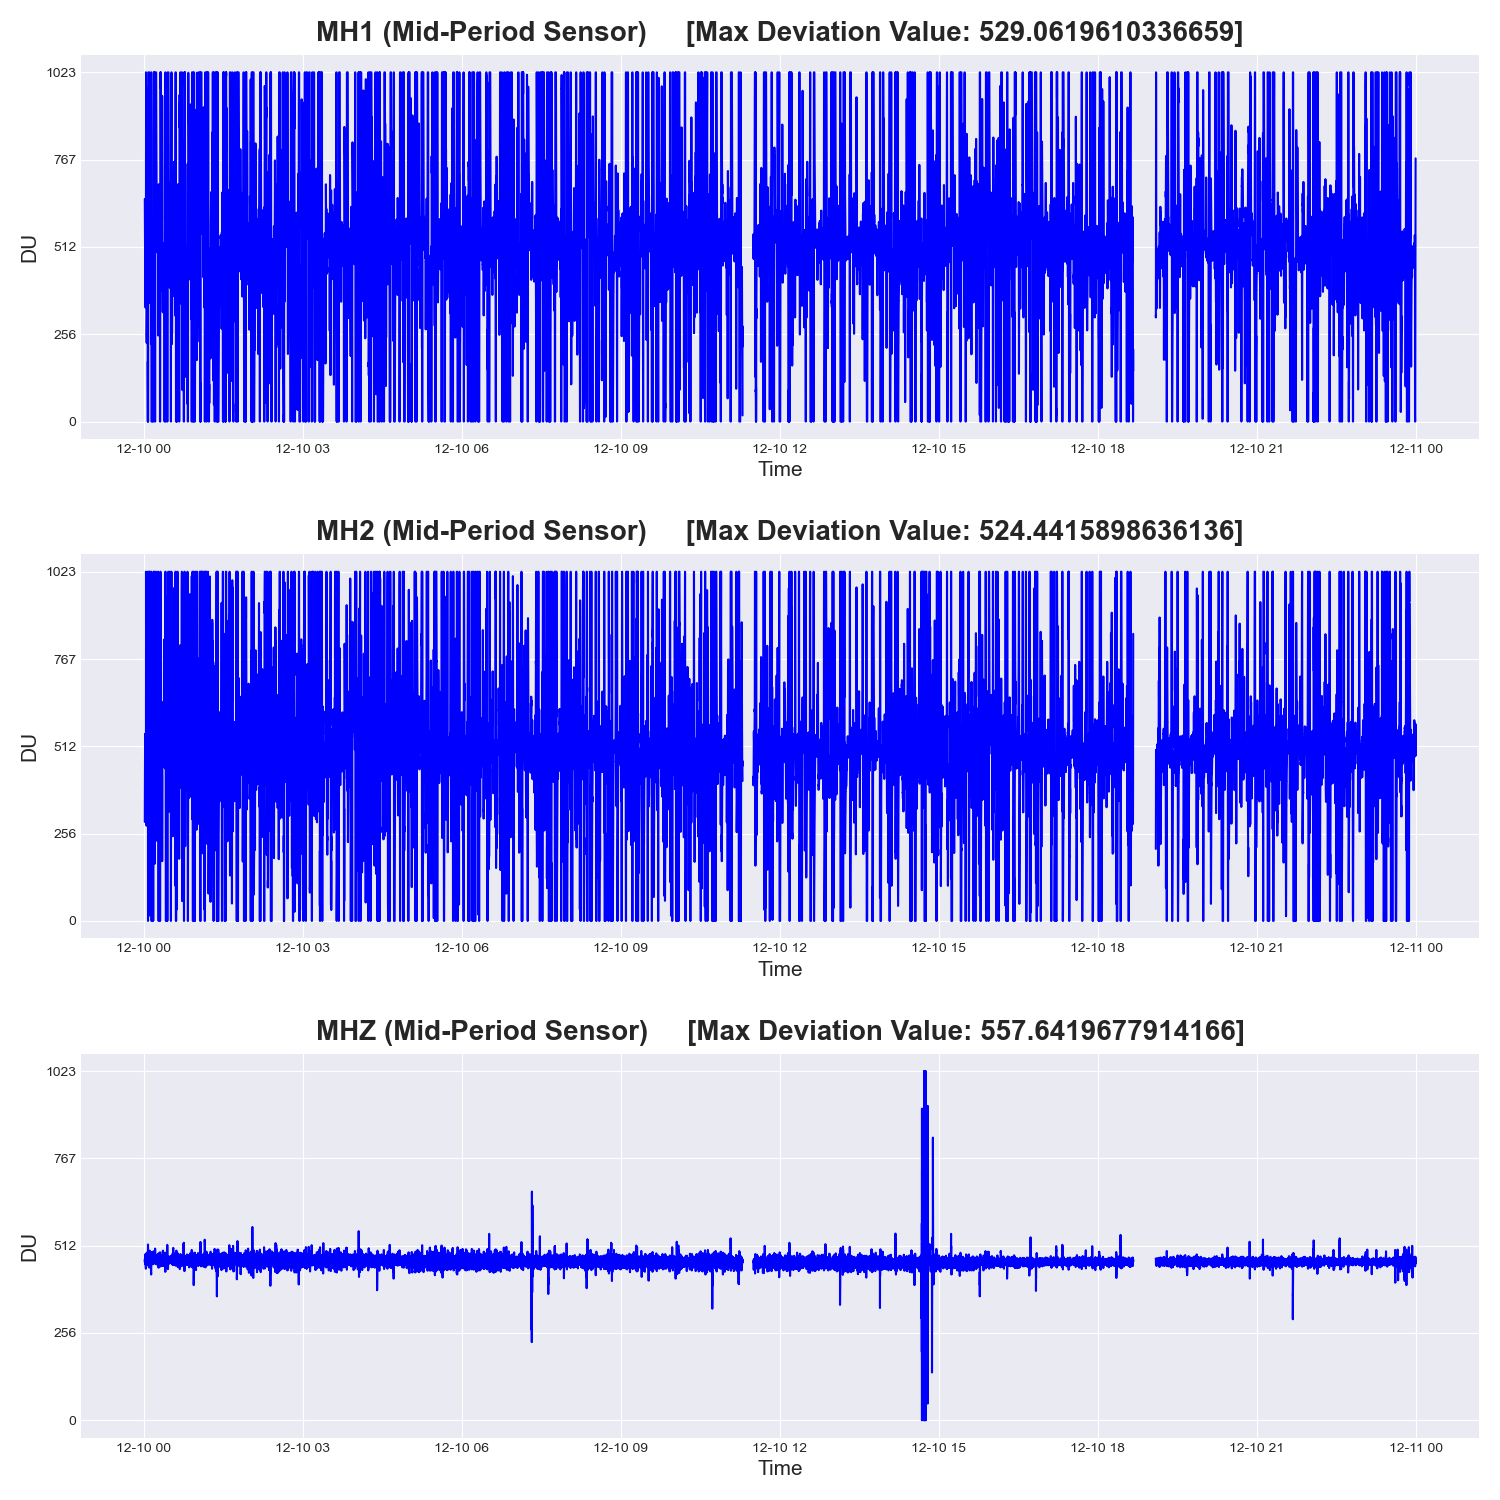 MH1 (Mid-Period Sensor) [Max Deviation Value: 529.0619610336659]
1023
767
512
256
0
DU
12-10 00 12-10 03 12-10 06 12-10 09 12-10 12 12-10 15 12-10 18 12-10 21 12-11 00
Time
MH2 (Mid-Period Sensor) [Max Deviation Value: 524.4415898636136]
1023
767
512
256
0
DU
12-10 00 12-10 03 12-10 06 12-10 09 12-10 12 12-10 15 12-10 18 12-10 21 12-11 00
Time
MHZ (Mid-Period Sensor) [Max Deviation Value: 557.6419677914166]
1023
767
512
256
0
DU
12-10 00 12-10 03 12-10 06 12-10 09 12-10 12 12-10 15 12-10 18 12-10 21 12-11 00
Time